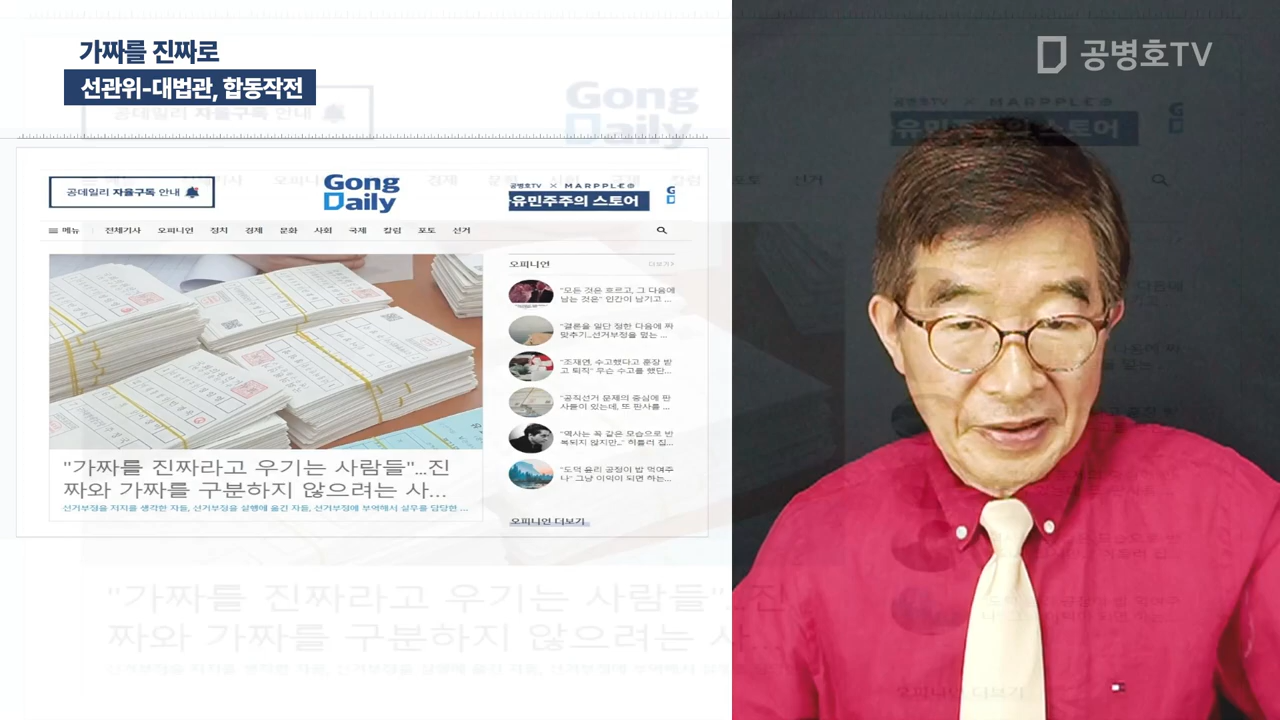 가짜를 진짜로
선관위-대법관, 합동작전
공병호TV
공데일리 자율구독 안내
Gong
Daily
공병호TV × MARPPLE
유민주주의 스토어
메뉴 전체기사 오피니언 정치 경제 문화 사회 국제 칼럼 포토 선거
오피니언
더보기>
"모든 것은 흐르고, 그 다음에
남는 것은" 인간이 남기고 ...
"결론을 일단 정한 다음에 짜
맞추기...선거부정을 덮는 ...
"조재연, 수고했다고 훈장 받
고 퇴직" 무슨 수고를 했단...
"공직선거 문제의 중심에 판
사들이 있는데, 또 판사를 ...
"역사는 꼭 같은 모습으로 반
복되지 않지만.." 히틀러 집...
"도덕 윤리 공정이 밥 먹여주
나" 그냥 이익이 되면 하는...
오피니언 더보기
"가짜를 진짜라고 우기는 사람들"...진
짜와 가짜를 구분하지 않으려는 사...
선거부정을 저지를 생각한 자들, 선거부정을 실행에 옮긴 자들, 선거부정에 부역해서 실무를 담당한 ...